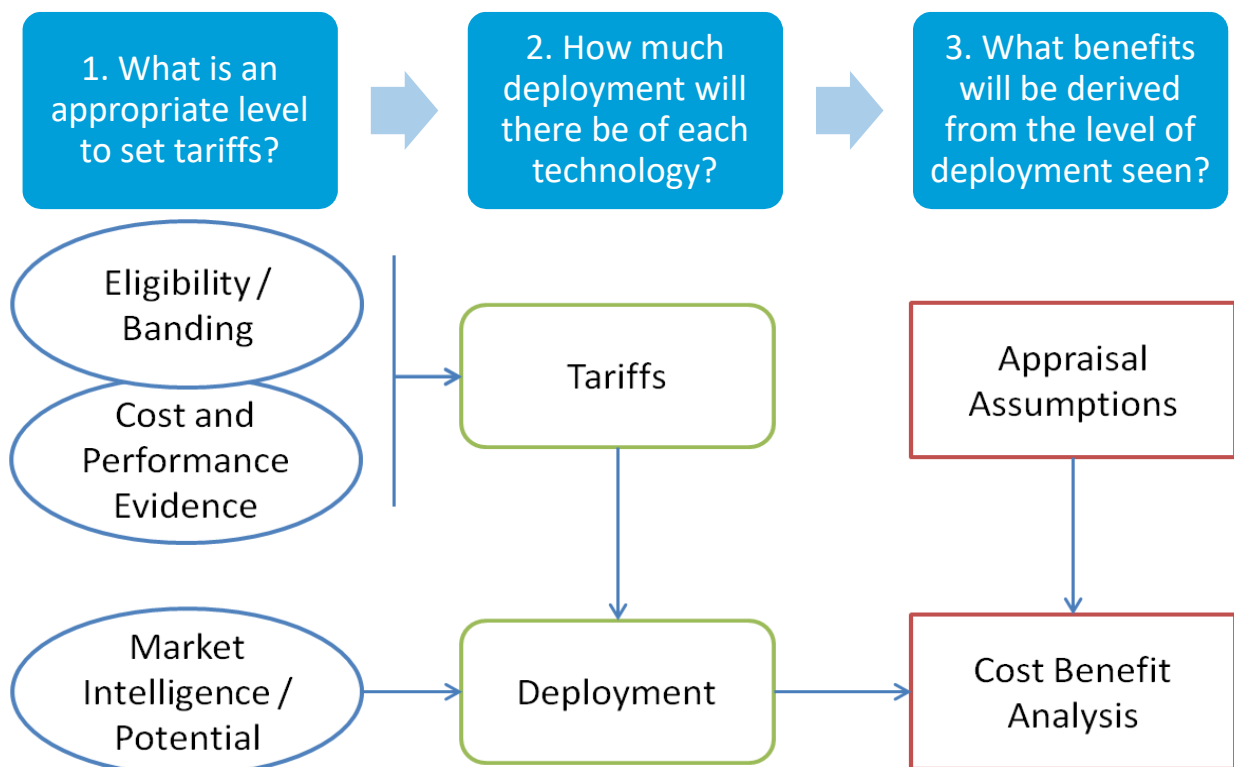 1. What is an
appropriate level
to set tariffs?
2. How much
deployment will
there be of each
technology?
3. What benefits
will be derived
from the level of
deployment seen?
Eligibility /
Banding
Cost and
Performance
Evidence
Tariffs
Appraisal
Assumptions
Market
Intelligence /
Potential
Deployment
Cost Benefit
Analysis